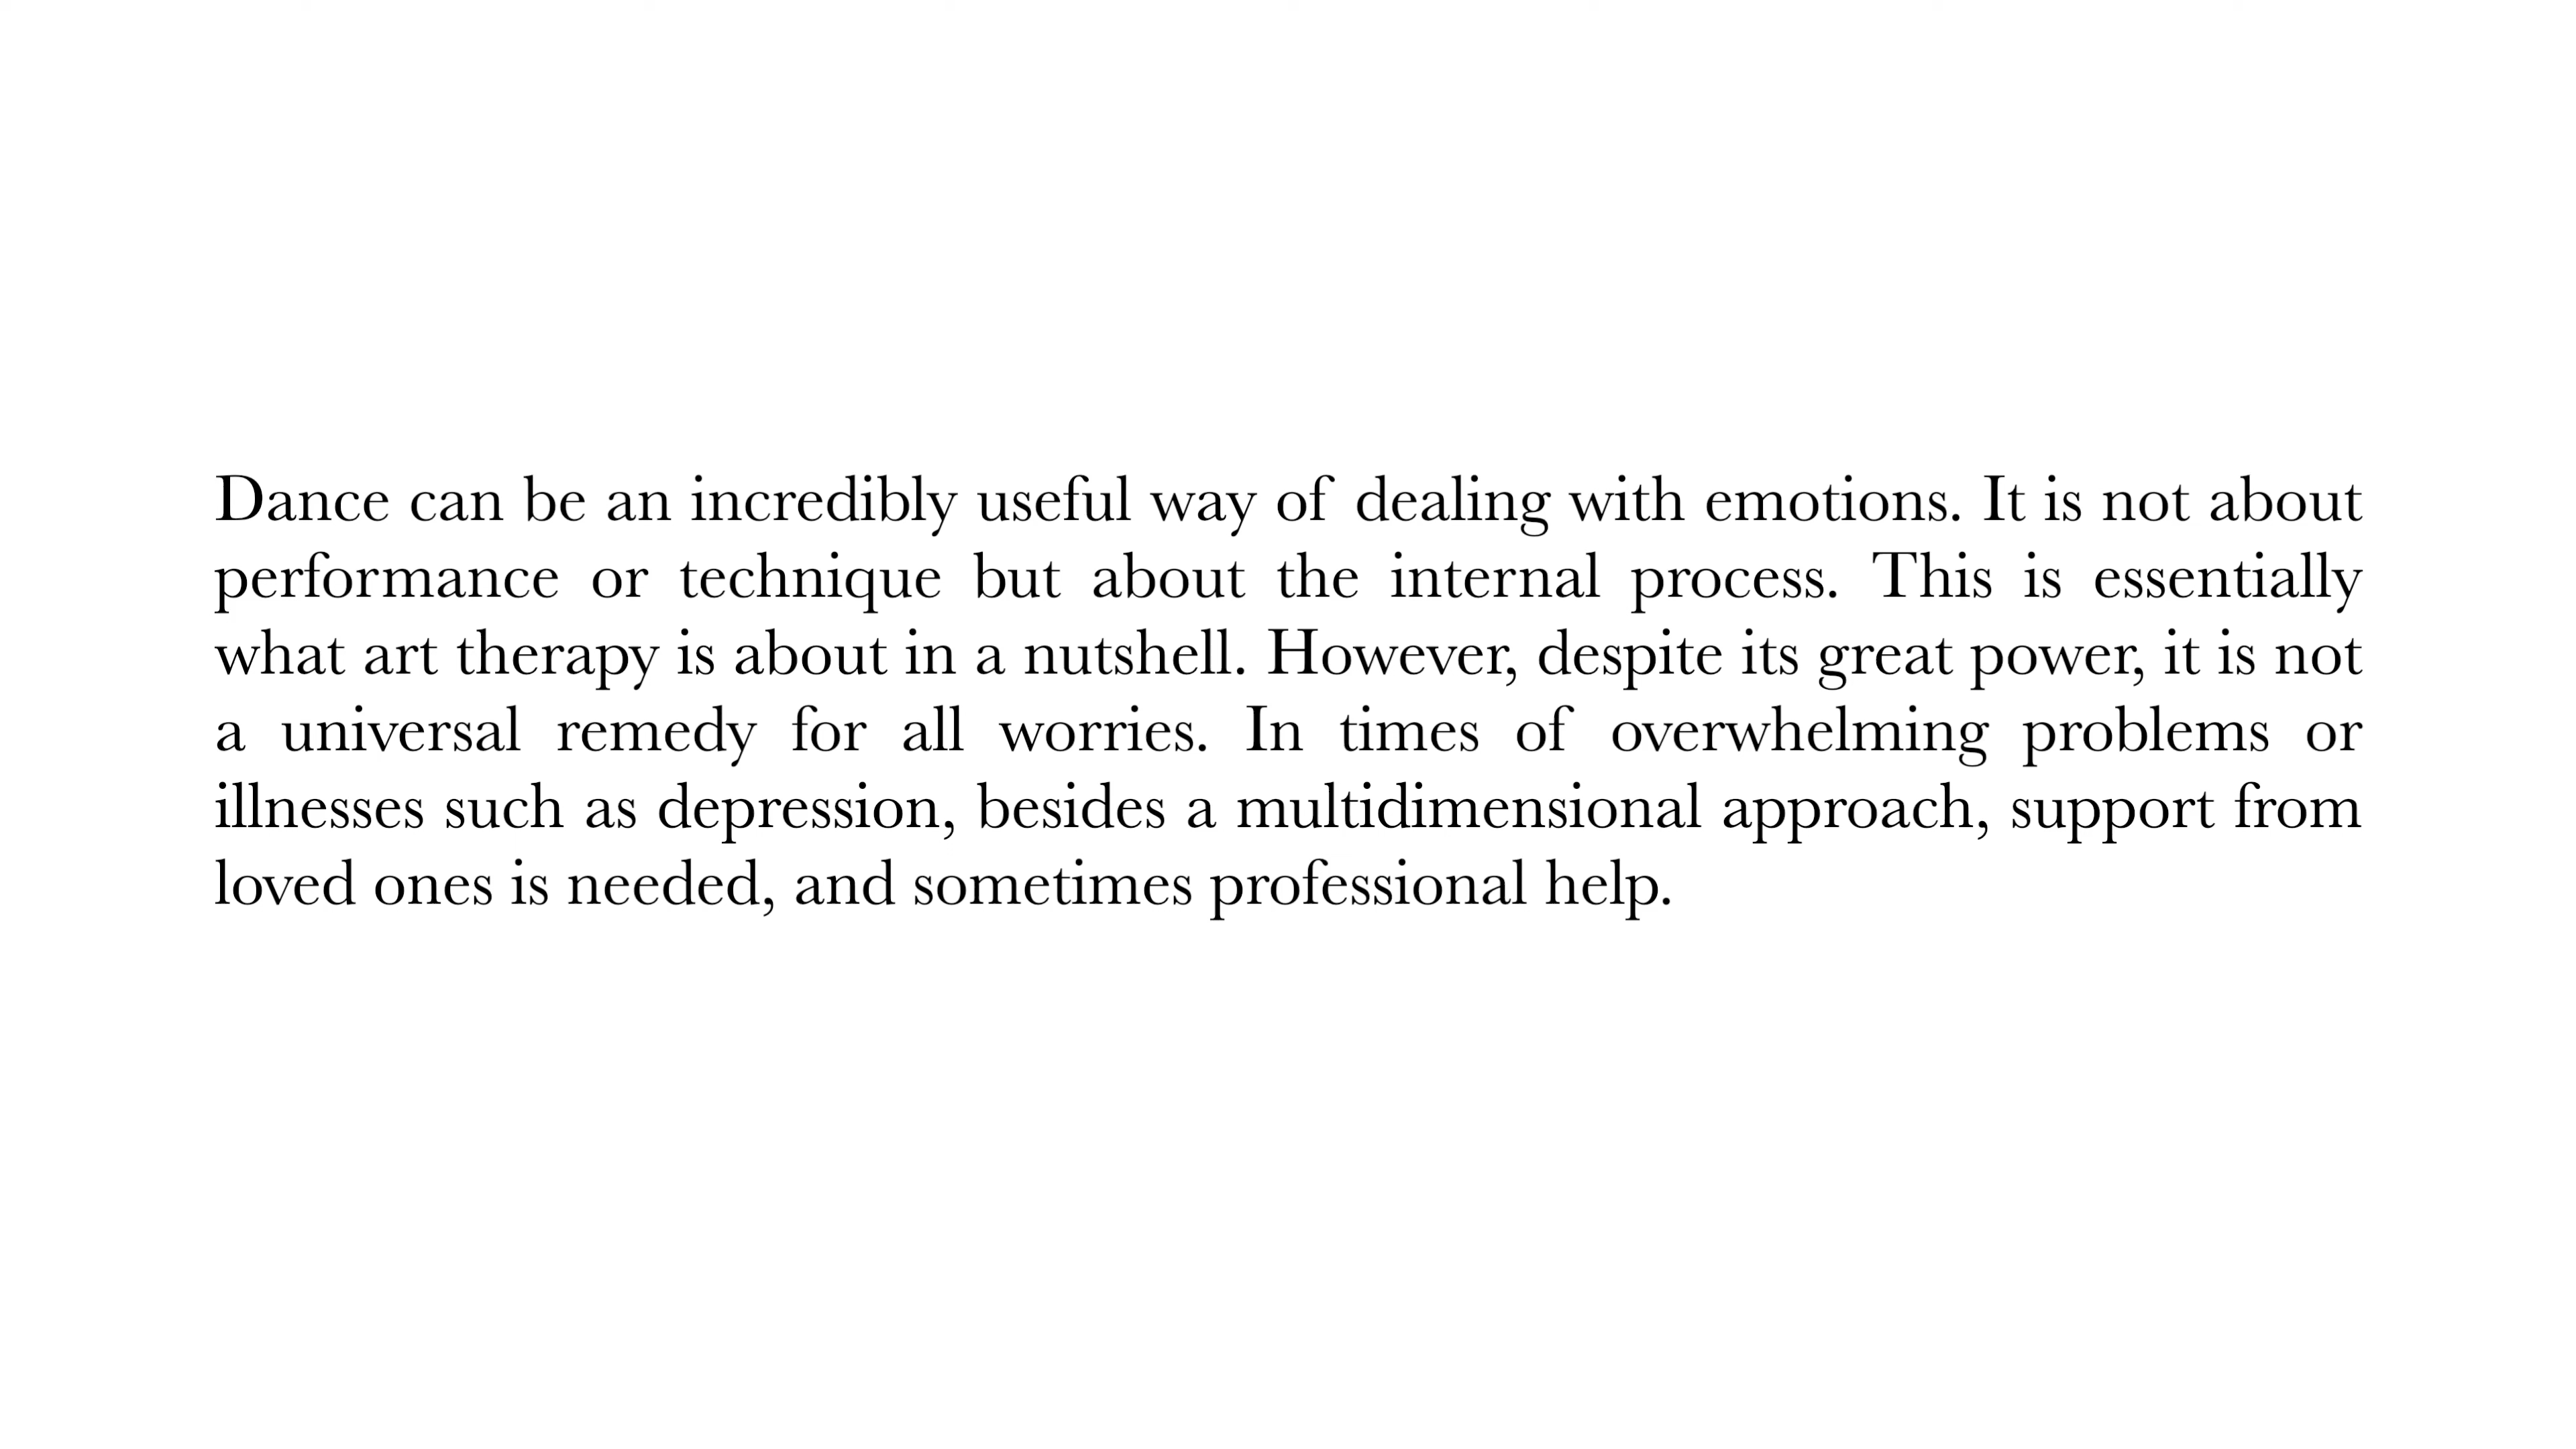 Dance can be an incredibly useful way of dealing with emotions. It is not about
performance or technique but about the internal process. This is essentially
what art therapy is about in a nutshell. However, despite its great power, it is not
a universal remedy for all worries. In times of overwhelming problems or
illnesses such as depression, besides a multidimensional approach, support from
loved ones is needed, and sometimes professional help.